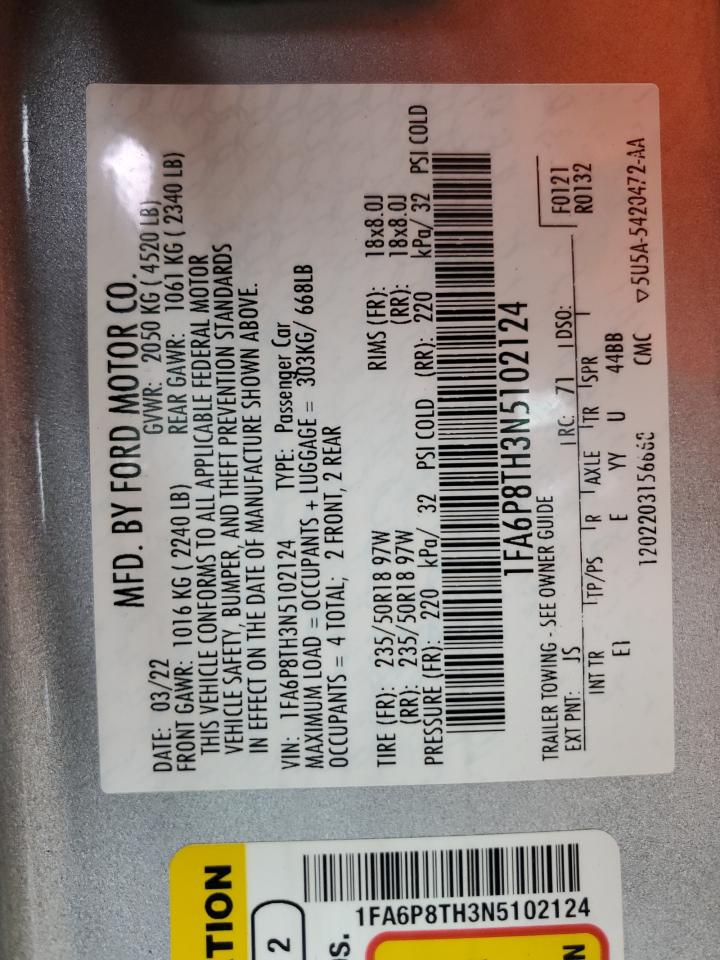 MFD. BY FORD MOTOR CO.
DATE: 03/22 GVWR: 2050 KG ( 4520 LB)
FRONT GAWR: 1016 KG ( 2240 LB) REAR GAWR: 1061 KG ( 2340 LB)
THIS VEHICLE CONFORMS TO ALL APPLICABLE FEDERAL MOTOR
VEHICLE SAFETY, BUMPER, AND THEFT PREVENTION STANDARDS
IN EFFECT ON THE DATE OF MANUFACTURE SHOWN ABOVE.
VIN: 1FA6P8TH3N5102124 TYPE: Passenger Car
MAXIMUM LOAD = OCCUPANTS + LUGGAGE = 303KG/ 668LB
OCCUPANTS = 4 TOTAL; 2 FRONT, 2 REAR
TIRE (FR): 235/50R18 97W RIMS (FR): 18x8.0J
(RR): 235/50R18 97W (RR): 18x8.0J
PRESSURE (FR): 220 kPa/ 32 PSI COLD (RR): 220 kPa/ 32 PSI COLD
1FA6P8TH3N5102124
TRAILER TOWING - SEE OWNER GUIDE
EXT PNT: JS RC: 71 DSO: F0121
R0132
INT TR TP/PS R AXLE TR SPR
EI E YY U 44BB
CMC ▽5U5A-5420472-AA
TION
2
OS.
1FA6P8TH3N5102124
N